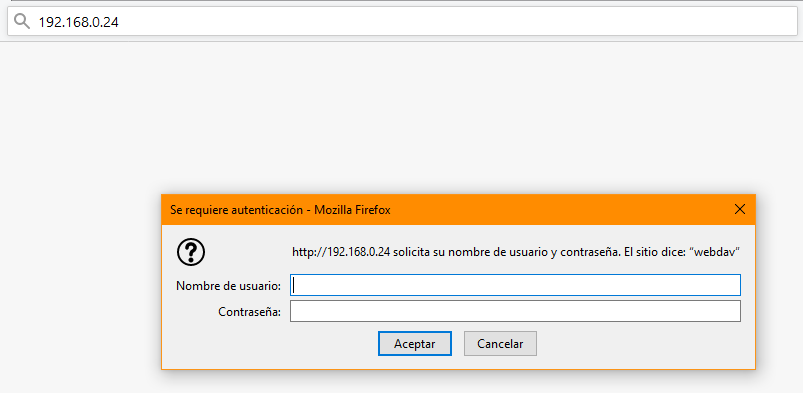 192.168.0.24
Se requiere autenticación - Mozilla Firefox
http://192.168.0.24 solicita su nombre de usuario y contraseña. El sitio dice: “webdav”
Nombre de usuario:
Contraseña:
Aceptar Cancelar